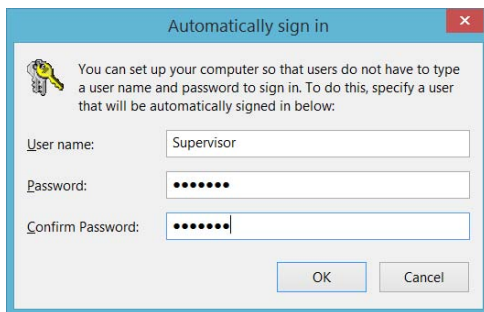 Automatically sign in
You can set up your computer so that users do not have to type
a user name and password to sign in. To do this, specify a user
that will be automatically signed in below:
User name:
Supervisor
Password:
•••••••
Confirm Password:
•••••••
OK
Cancel